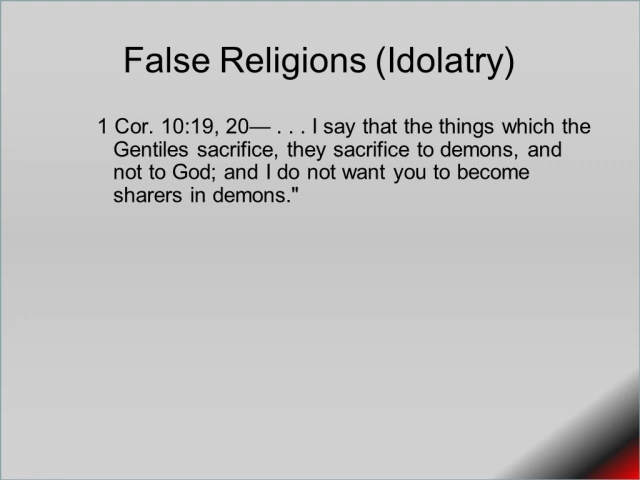 False Religions (Idolatry)
1 Cor. 10:19, 20— . . . I say that the things which the
Gentiles sacrifice, they sacrifice to demons, and
not to God; and I do not want you to become
sharers in demons."